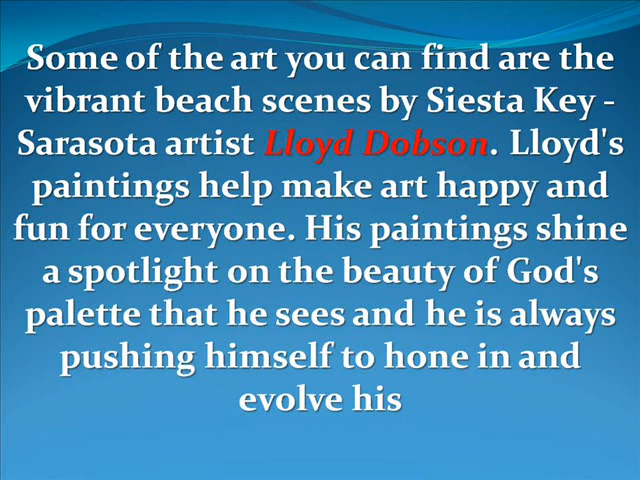 Some of the art you can find are the
vibrant beach scenes by Siesta Key -
Sarasota artist Lloyd Dobson. Lloyd's
paintings help make art happy and
fun for everyone. His paintings shine
a spotlight on the beauty of God's
palette that he sees and he is always
pushing himself to hone in and
evolve his